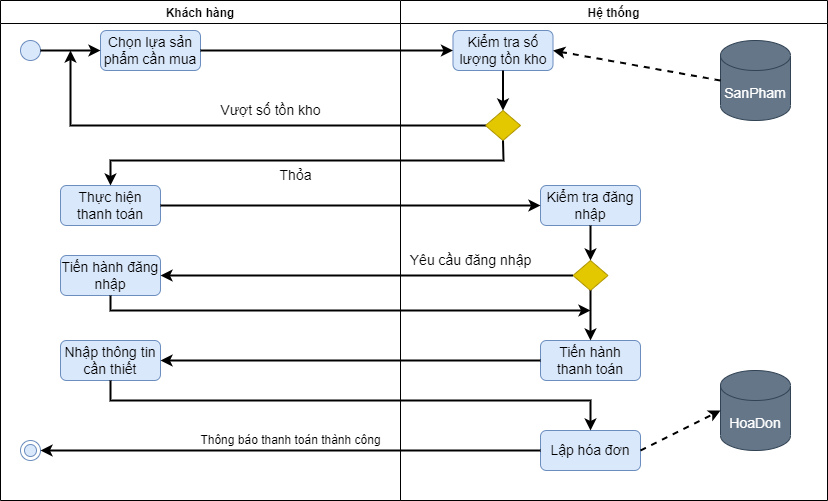 Khách hàng
Hệ thống
Chọn lựa sản
phẩm cần mua
Kiểm tra số
lượng tồn kho
SanPham
Vượt số tồn kho
Thỏa
Thực hiện
thanh toán
Kiểm tra đăng
nhập
Yêu cầu đăng nhập
Tiến hành đăng
nhập
Nhập thông tin
cần thiết
Tiến hành
thanh toán
HoaDon
Thông báo thanh toán thành công
Lập hóa đơn